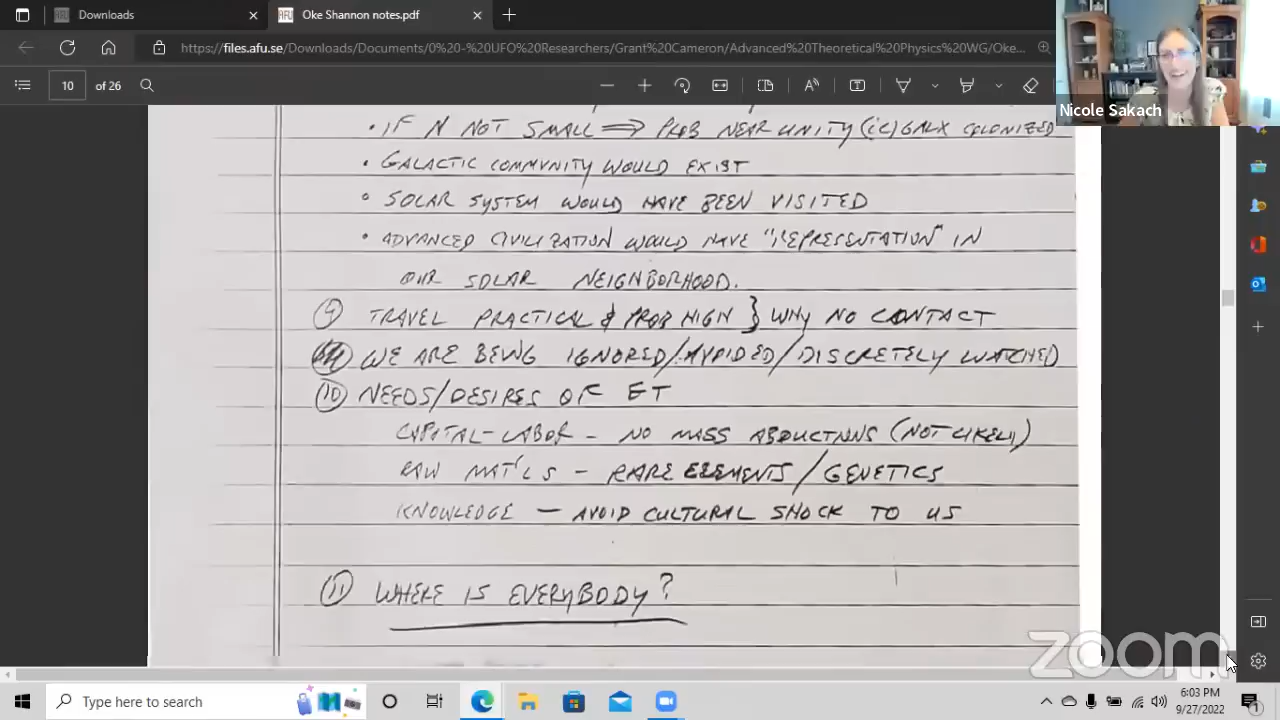 Downloads
Oke Shannon notes.pdf
https://files.afu.se/Downloads/Documents/0%20-%20UFO%20Researchers/Grant%20Cameron/Advanced%20Theoretical%20Physics%20WG/Oke...
10 of 26
Nicole Sakach
• IF N NOT SMALL ⟹ PROB NEAR UNITY (ie) GALX COLONIZED
• GALACTIC COMMUNITY WOULD EXIST
• SOLAR SYSTEM WOULD HAVE BEEN VISITED
• ADVANCED CIVILIZATION WOULD HAVE "REPRESENTATION" IN
OUR SOLAR NEIGHBORHOOD.
⑨ TRAVEL PRACTICAL & PROB HIGH } WHY NO CONTACT
WE ARE BEING IGNORED/AVOIDED/DISCRETELY WATCHED
⑩ NEEDS/DESIRES OF ET
CAPITAL-LABOR - NO MASS ABDUCTNS (NOT LIKELY)
RAW MAT'LS - RARE ELEMENTS/GENETICS
KNOWLEDGE - AVOID CULTURAL SHOCK TO US
⑪ WHERE IS EVERYBODY?
zoom
Type here to search
6:03 PM
9/27/2022